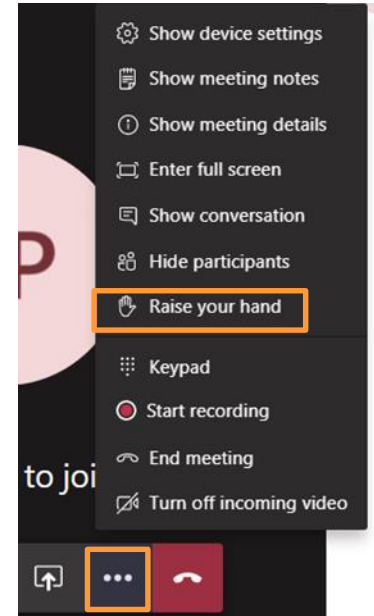 Show device settings
Show meeting notes
Show meeting details
Enter full screen
Show conversation
Hide participants
P
Raise your hand
Keypad
Start recording
End meeting
to joi
Turn off incoming video